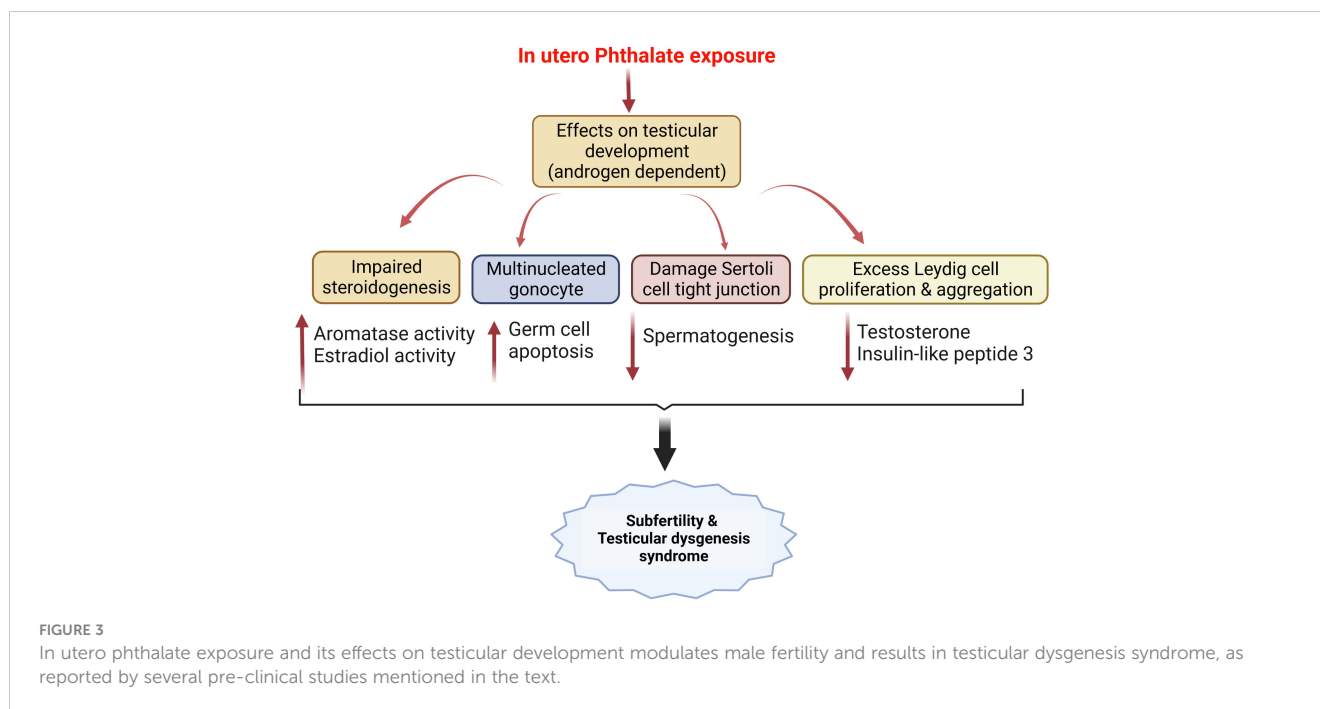 In utero Phthalate exposure
Effects on testicular
development
(androgen dependent)
Impaired
steroidogenesis
Multinucleated
gonocyte
Damage Sertoli
cell tight junction
Excess Leydig cell
proliferation & aggregation
Aromatase activity
Estradiol activity
Germ cell
apoptosis
Spermatogenesis
Testosterone
Insulin-like peptide 3
Subfertility &
Testicular dysgenesis
syndrome
FIGURE 3
In utero phthalate exposure and its effects on testicular development modulates male fertility and results in testicular dysgenesis syndrome, as
reported by several pre-clinical studies mentioned in the text.